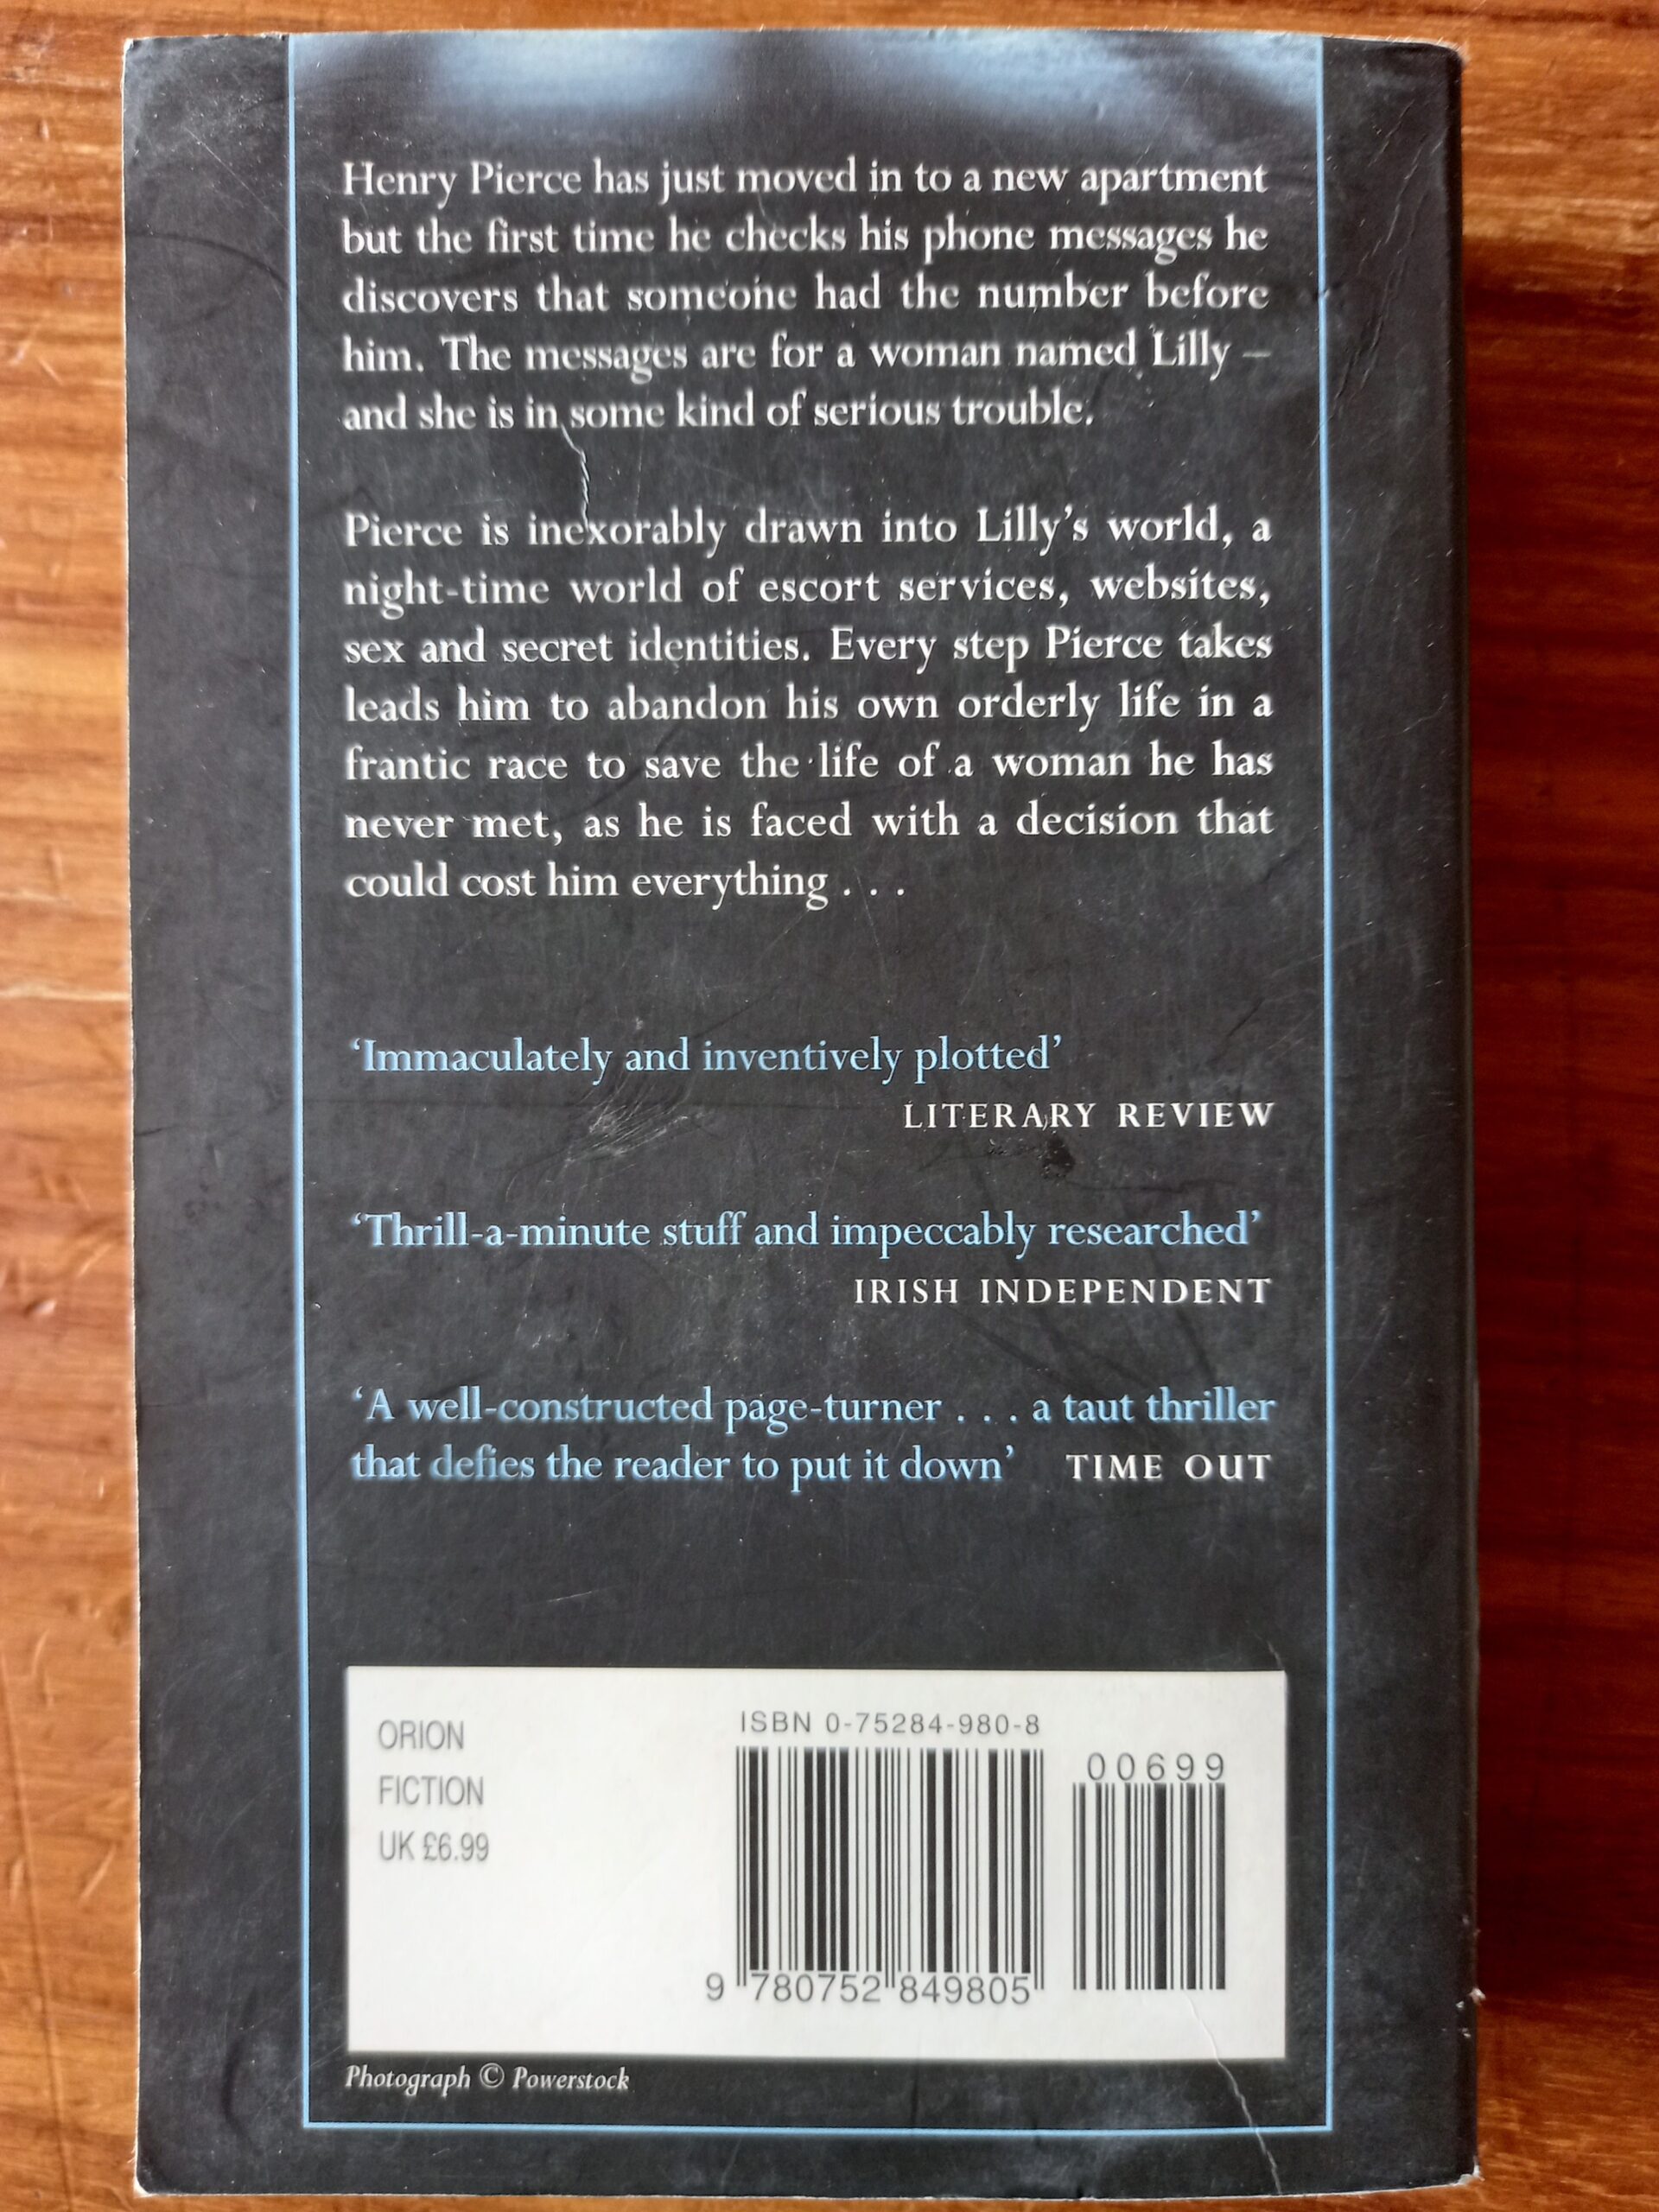 Henry Pierce has just moved in to a new apartment
but the first time he checks his phone messages he
discovers that someone had the number before
him. The messages are for a woman named Lilly –
and she is in some kind of serious trouble.
Pierce is inexorably drawn into Lilly's world, a
night-time world of escort services, websites,
sex and secret identities. Every step Pierce takes
leads him to abandon his own orderly life in a
frantic race to save the life of a woman he has
never met, as he is faced with a decision that
could cost him everything . . .
‘Immaculately and inventively plotted’
LITERARY REVIEW
‘Thrill-a-minute stuff and impeccably researched’
IRISH INDEPENDENT
‘A well-constructed page-turner . . . a taut thriller
that defies the reader to put it down’ TIME OUT
ORION
FICTION
UK £6.99
ISBN 0-75284-980-8
00699
9 780752 849805
Photograph © Powerstock